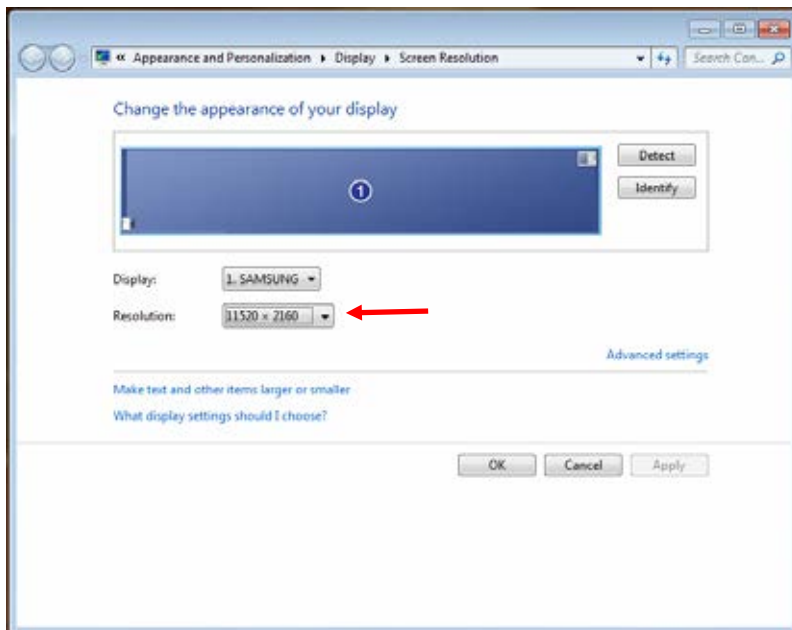 « Appearance and Personalization ▸ Display ▸ Screen Resolution
Search Con...
Change the appearance of your display
1
Detect
Identify
Display: 1. SAMSUNG
Resolution: 11520 × 2160
Advanced settings
Make text and other items larger or smaller
What display settings should I choose?
OK Cancel Apply